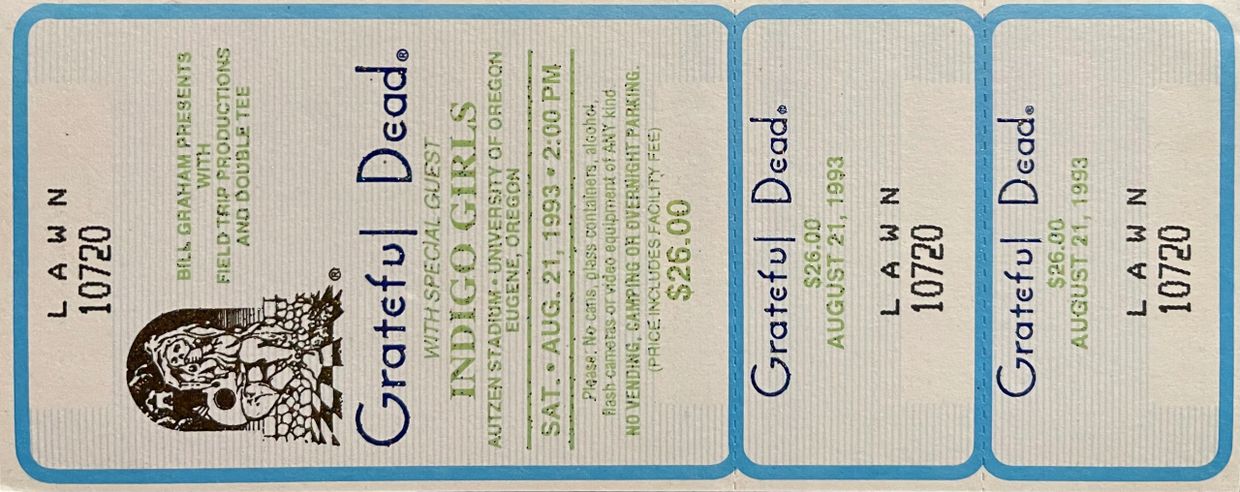 L A W N
10720
BILL GRAHAM PRESENTS
WITH
FIELD TRIP PRODUCTIONS
AND DOUBLE TEE
®
Grateful Dead®
WITH SPECIAL GUEST
INDIGO GIRLS
AUTZEN STADIUM • UNIVERSITY OF OREGON
EUGENE, OREGON
SAT. • AUG. 21, 1993 • 2:00 PM
Please: No cans, glass containers, alcohol,
flash cameras or video equipment of ANY kind.
NO VENDING, CAMPING OR OVERNIGHT PARKING.
(PRICE INCLUDES FACILITY FEE)
$26.00
Grateful Dead®
$26.00
AUGUST 21, 1993
L A W N
10720
Grateful Dead®
$26.00
AUGUST 21, 1993
L A W N
10720